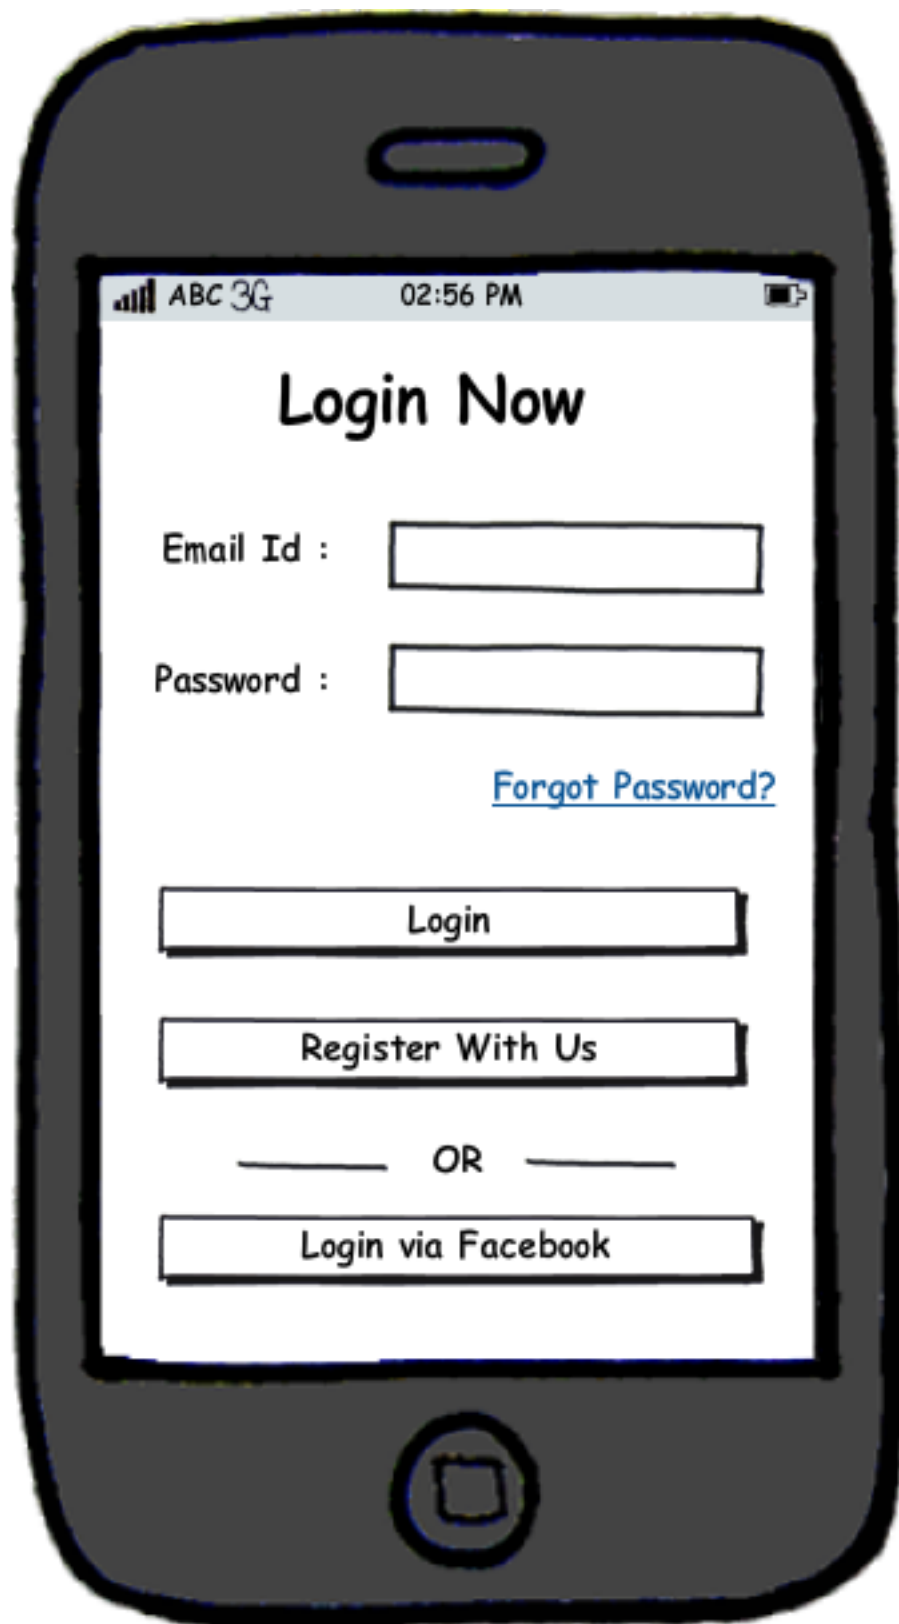 ABC 3G 02:56 PM
Login Now
Email Id :
Password :
Forgot Password?
Login
Register With Us
OR
Login via Facebook